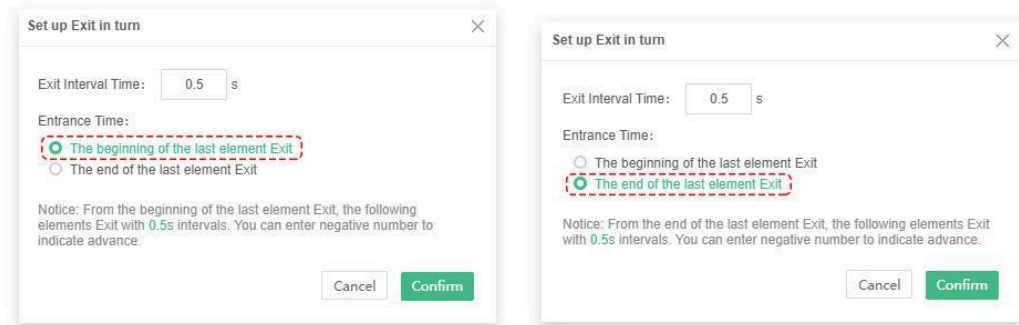 Set up Exit in turn
Exit Interval Time: 0.5 s
Entrance Time:
The beginning of the last element Exit
The end of the last element Exit
Notice: From the beginning of the last element Exit, the following
elements Exit with 0.5s intervals. You can enter negative number to
indicate advance.
Cancel Confirm
Set up Exit in turn
Exit Interval Time: 0.5 s
Entrance Time:
The beginning of the last element Exit
The end of the last element Exit
Notice: From the end of the last element Exit, the following elements Exit
with 0.5s intervals. You can enter negative number to indicate advance.
Cancel Confirm